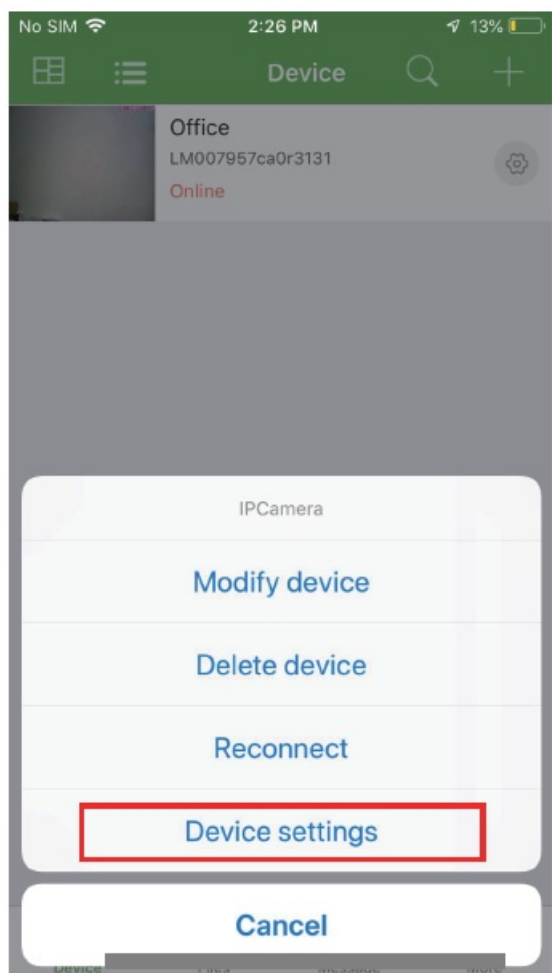 No SIM 2:26 PM 13%
Device
Office
LM007957ca0r3131
Online
IPCamera
Modify device
Delete device
Reconnect
Device settings
Cancel
Device